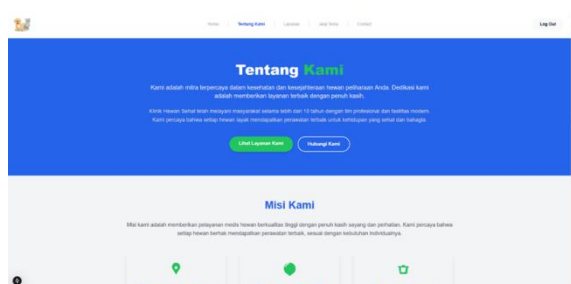 Home
Tentang Kami
Layanan
Janji Temu
Contact
Log Out
Tentang Kami
Kami adalah mitra terpercaya dalam kesehatan dan kesejahteraan hewan peliharaan Anda. Dedikasi kami
adalah memberikan layanan terbaik dengan penuh kasih.
Klinik Hewan Sehat telah melayani masyarakat selama lebih dari 10 tahun dengan tim profesional dan fasilitas modern.
Kami percaya bahwa setiap hewan layak mendapatkan perawatan terbaik untuk kehidupan yang sehat dan bahagia.
Lihat Layanan Kami
Hubungi Kami
Misi Kami
Misi kami adalah memberikan pelayanan medis hewan berkualitas tinggi dengan penuh kasih sayang dan perhatian. Kami percaya bahwa
setiap hewan berhak mendapatkan perawatan terbaik, sesuai dengan kebutuhan individualnya.